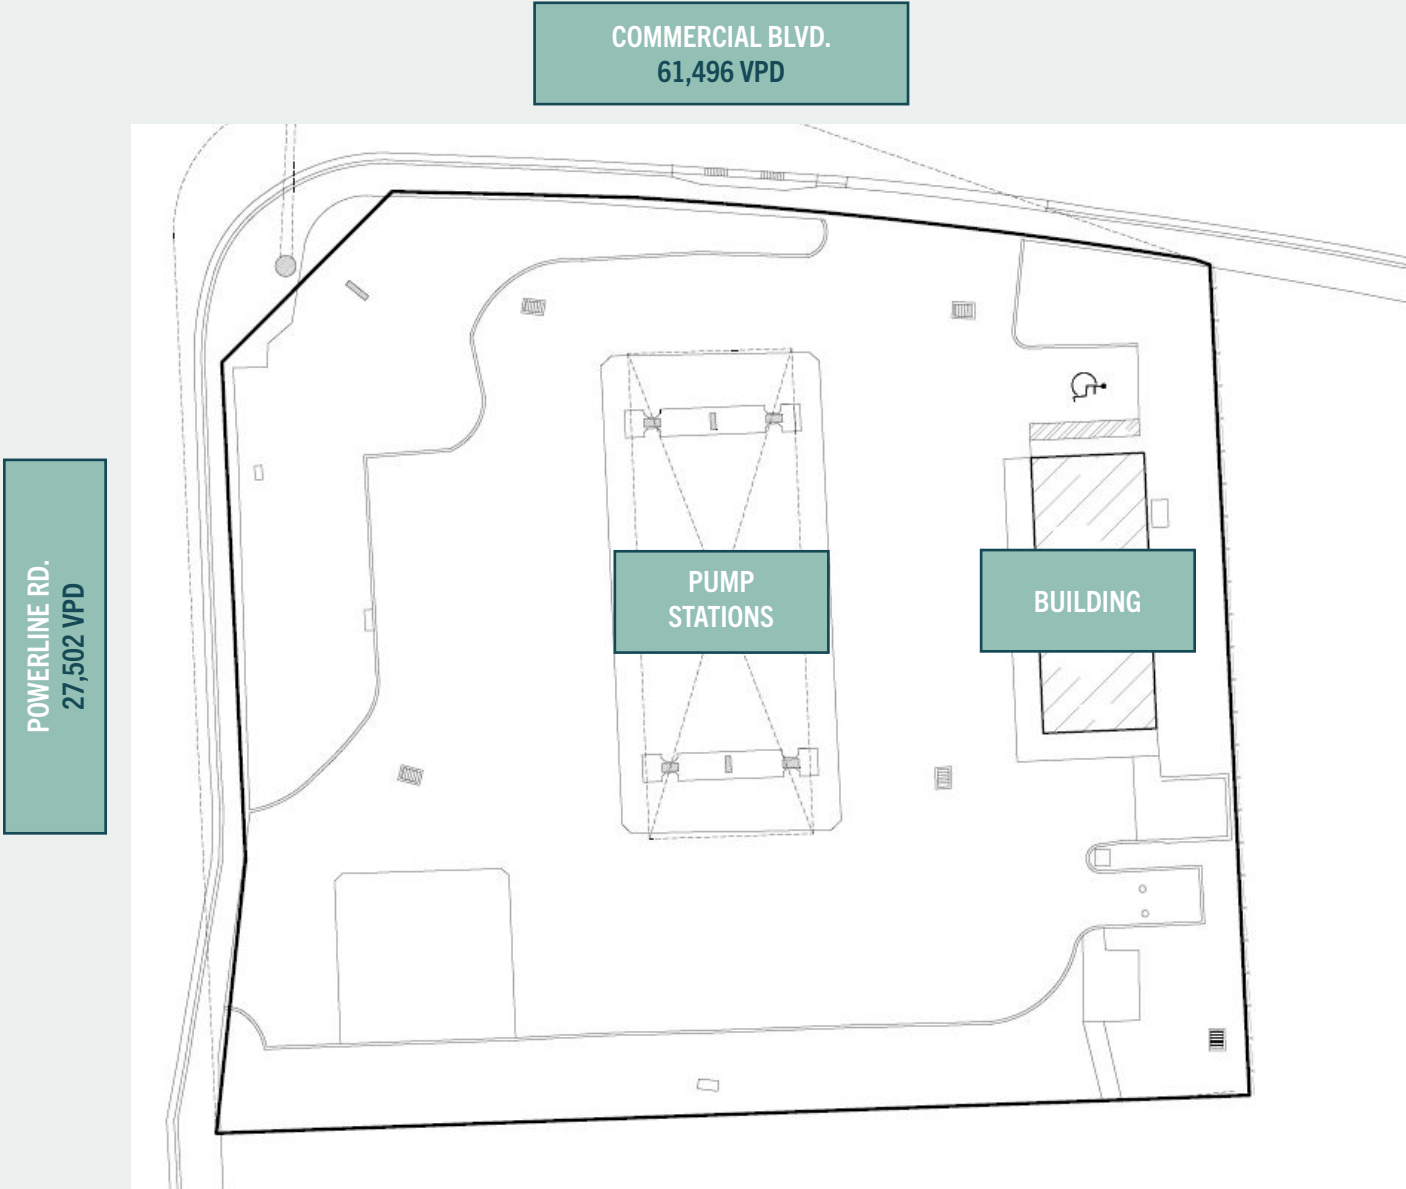 COMMERCIAL BLVD.
61,496 VPD
PUMP
STATIONS
BUILDING
POWERLINE RD.
27,502 VPD